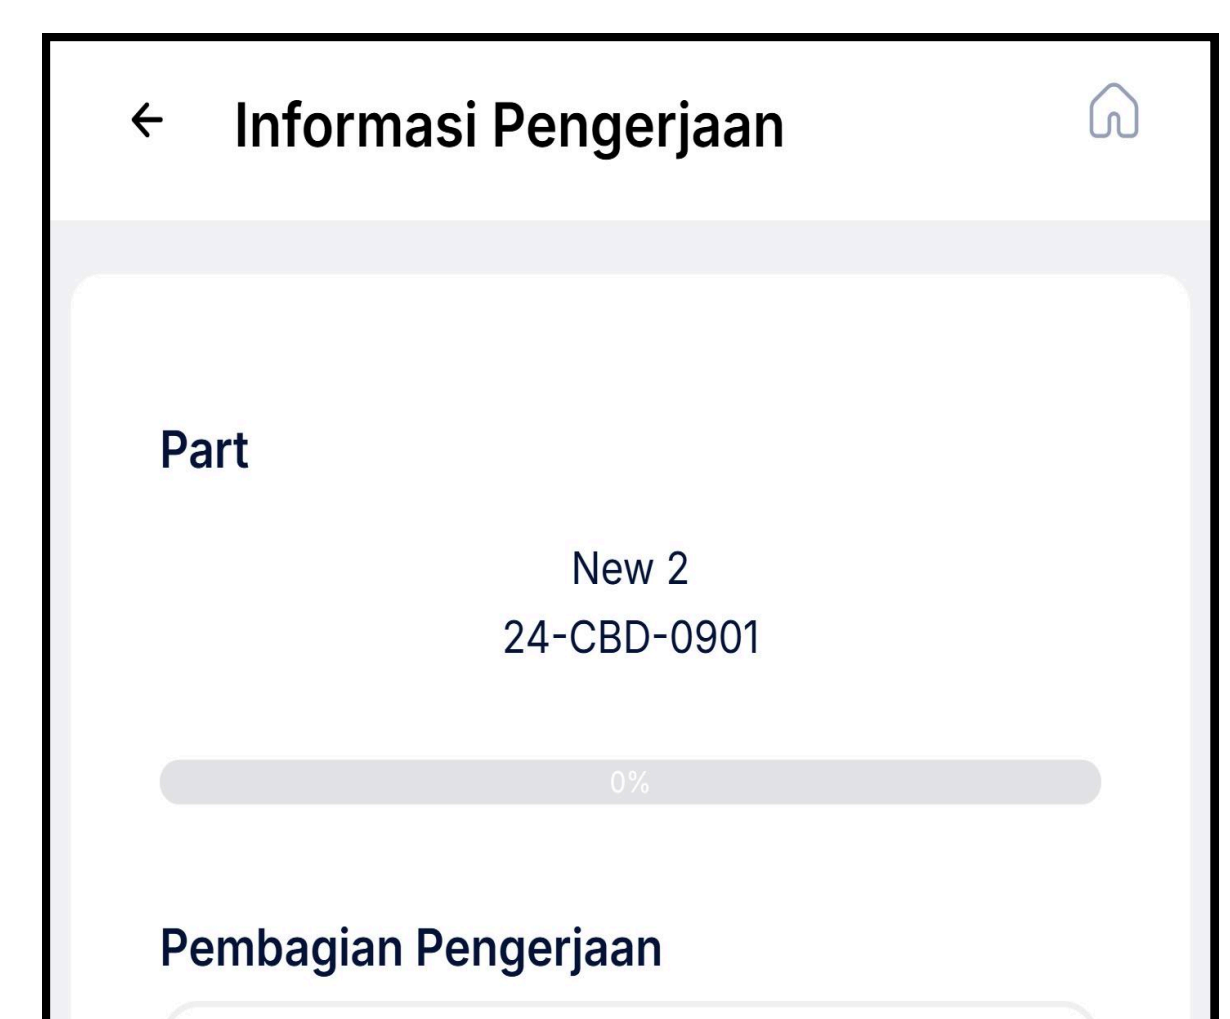 Informasi Pengerjaan
Part
New 2
24-CBD-0901
0%
Pembagian Pengerjaan